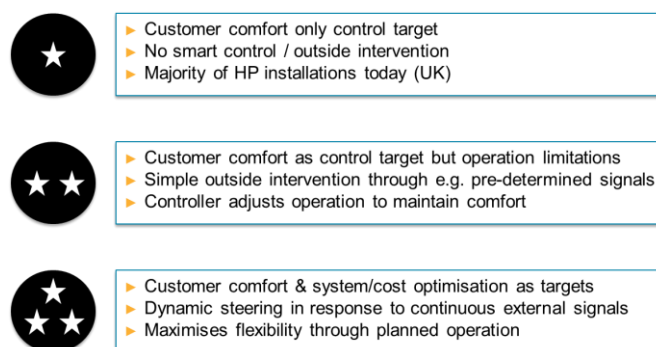 Customer comfort only control target
No smart control / outside intervention
Majority of HP installations today (UK)
Customer comfort as control target but operation limitations
Simple outside intervention through e.g. pre-determined signals
Controller adjusts operation to maintain comfort
Customer comfort & system/cost optimisation as targets
Dynamic steering in response to continuous external signals
Maximises flexibility through planned operation